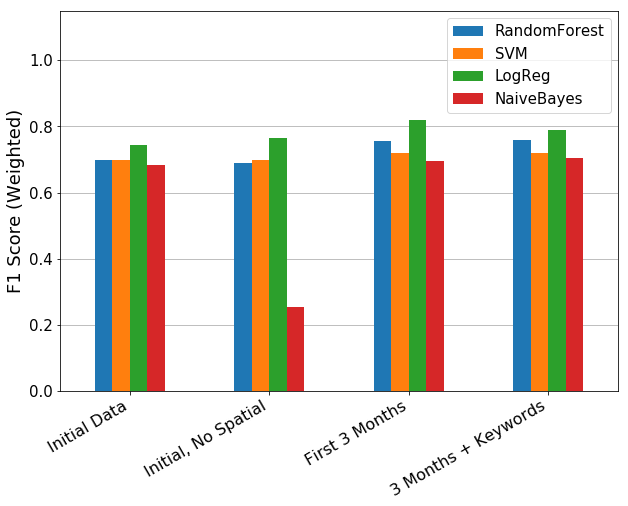 F1 Score (Weighted)
1.0
0.8
0.6
0.4
0.2
0.0
RandomForest
SVM
LogReg
NaiveBayes
Initial Data
Initial, No Spatial
First 3 Months
3 Months + Keywords